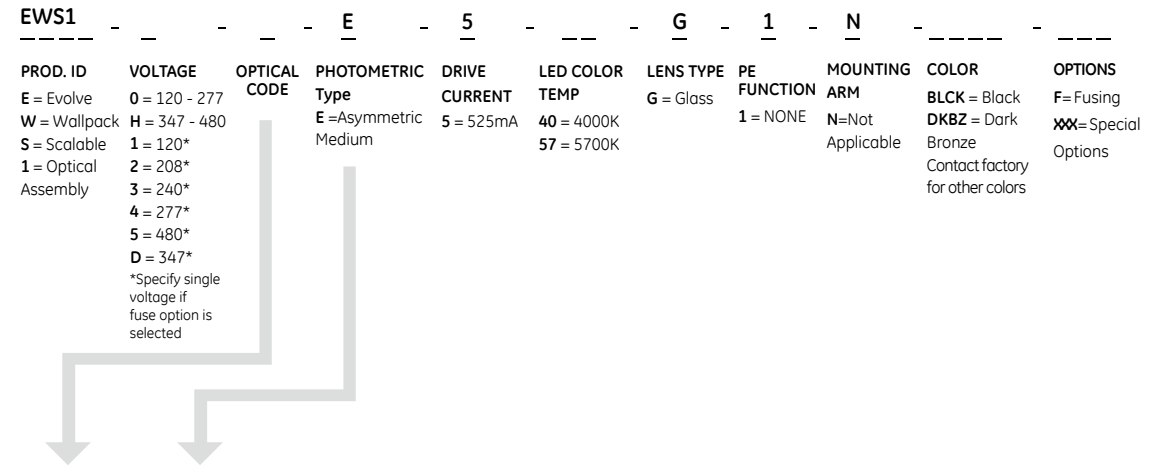 EWS1 - _ - _ - E - 5 - __ - G - 1 - N - ____ - ___
PROD. ID
E = Evolve
W = Wallpack
S = Scalable
1 = Optical
Assembly
VOLTAGE
0 = 120 - 277
H = 347 - 480
1 = 120*
2 = 208*
3 = 240*
4 = 277*
5 = 480*
D = 347*
*Specify single
voltage if
fuse option is
selected
OPTICAL
CODE
PHOTOMETRIC
Type
E =Asymmetric
Medium
DRIVE
CURRENT
5 = 525mA
LED COLOR
TEMP
40 = 4000K
57 = 5700K
LENS TYPE
G = Glass
PE
FUNCTION
1 = NONE
MOUNTING
ARM
N=Not
Applicable
COLOR
BLCK = Black
DKBZ = Dark
Bronze
Contact factory
for other colors
OPTIONS
F= Fusing
XXX= Special
Options